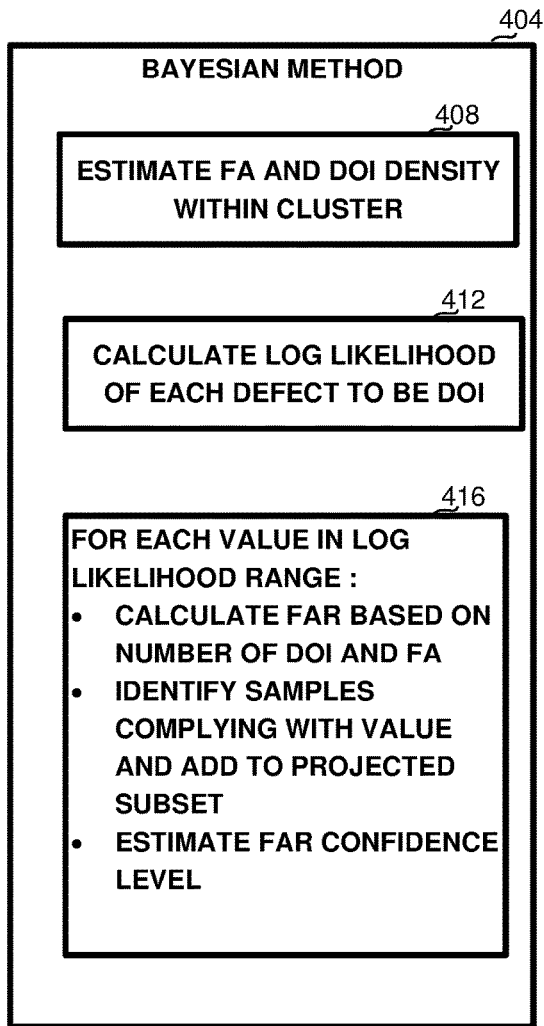 404
BAYESIAN METHOD
408
ESTIMATE FA AND DOI DENSITY
WITHIN CLUSTER
412
CALCULATE LOG LIKELIHOOD
OF EACH DEFECT TO BE DOI
416
FOR EACH VALUE IN LOG
LIKELIHOOD RANGE :
• CALCULATE FAR BASED ON
NUMBER OF DOI AND FA
• IDENTIFY SAMPLES
COMPLYING WITH VALUE
AND ADD TO PROJECTED
SUBSET
• ESTIMATE FAR CONFIDENCE
LEVEL